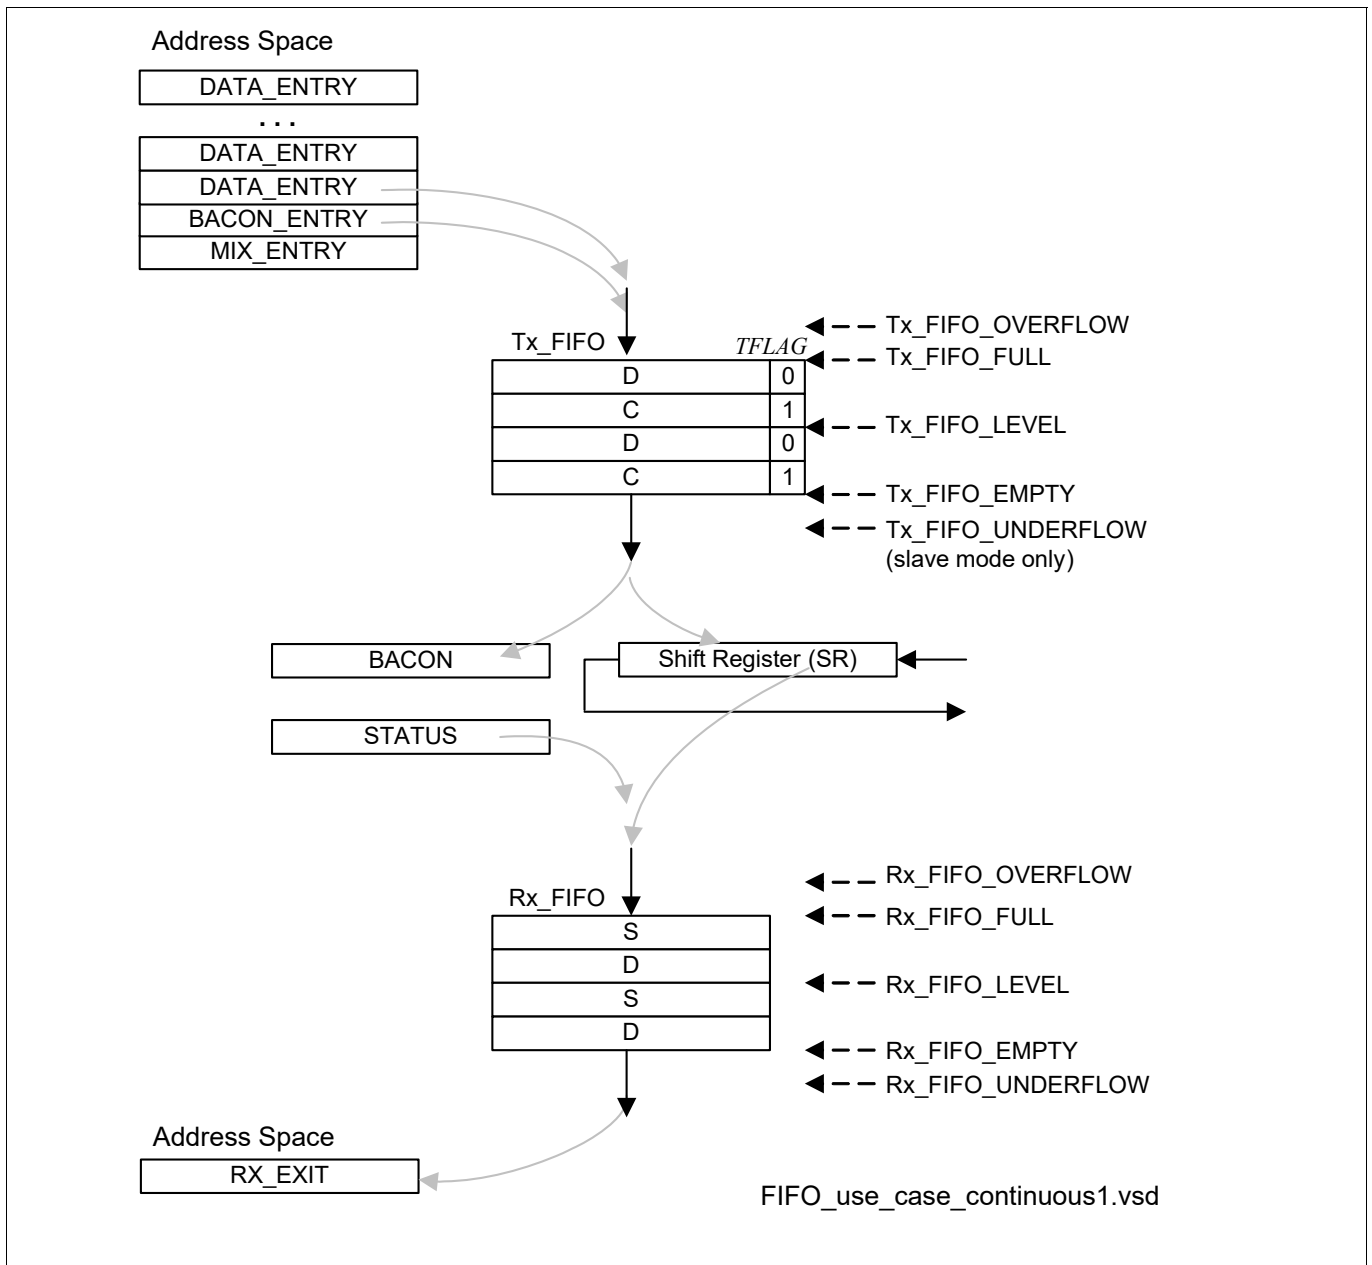 Address Space
DATA_ENTRY
. . .
DATA_ENTRY
DATA_ENTRY
BACON_ENTRY
MIX_ENTRY
Tx_FIFO
TFLAG
D 0
C 1
D 0
C 1
Tx_FIFO_OVERFLOW
Tx_FIFO_FULL
Tx_FIFO_LEVEL
Tx_FIFO_EMPTY
Tx_FIFO_UNDERFLOW
(slave mode only)
BACON
Shift Register (SR)
STATUS
Rx_FIFO
S
D
S
D
Rx_FIFO_OVERFLOW
Rx_FIFO_FULL
Rx_FIFO_LEVEL
Rx_FIFO_EMPTY
Rx_FIFO_UNDERFLOW
Address Space
RX_EXIT
FIFO_use_case_continuous1.vsd